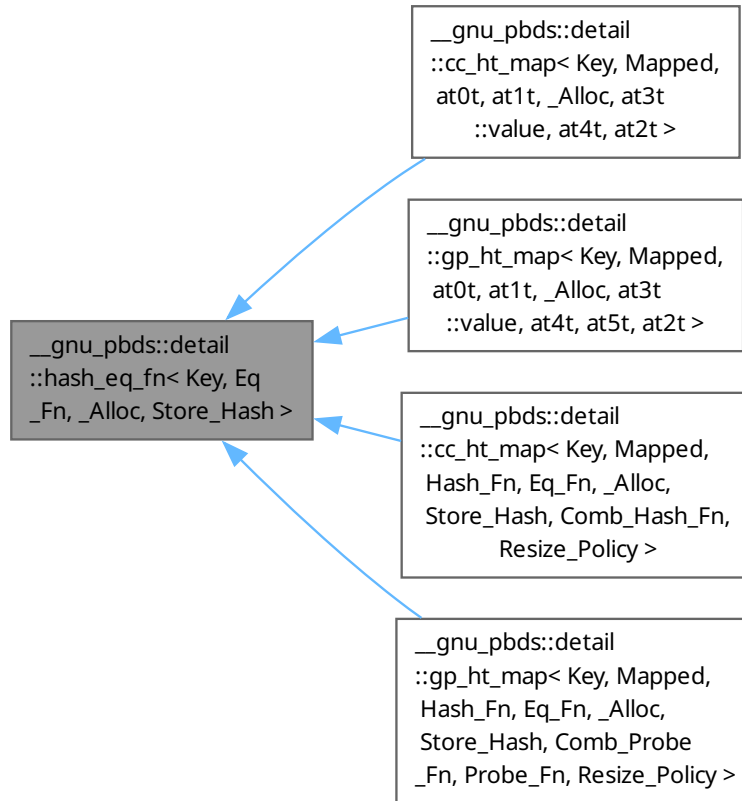 __gnu_pbds::detail
::cc_ht_map< Key, Mapped,
at0t, at1t, _Alloc, at3t
::value, at4t, at2t >
__gnu_pbds::detail
::gp_ht_map< Key, Mapped,
at0t, at1t, _Alloc, at3t
::value, at4t, at5t, at2t >
__gnu_pbds::detail
::hash_eq_fn< Key, Eq
_Fn, _Alloc, Store_Hash >
__gnu_pbds::detail
::cc_ht_map< Key, Mapped,
Hash_Fn, Eq_Fn, _Alloc,
Store_Hash, Comb_Hash_Fn,
Resize_Policy >
__gnu_pbds::detail
::gp_ht_map< Key, Mapped,
Hash_Fn, Eq_Fn, _Alloc,
Store_Hash, Comb_Probe
_Fn, Probe_Fn, Resize_Policy >